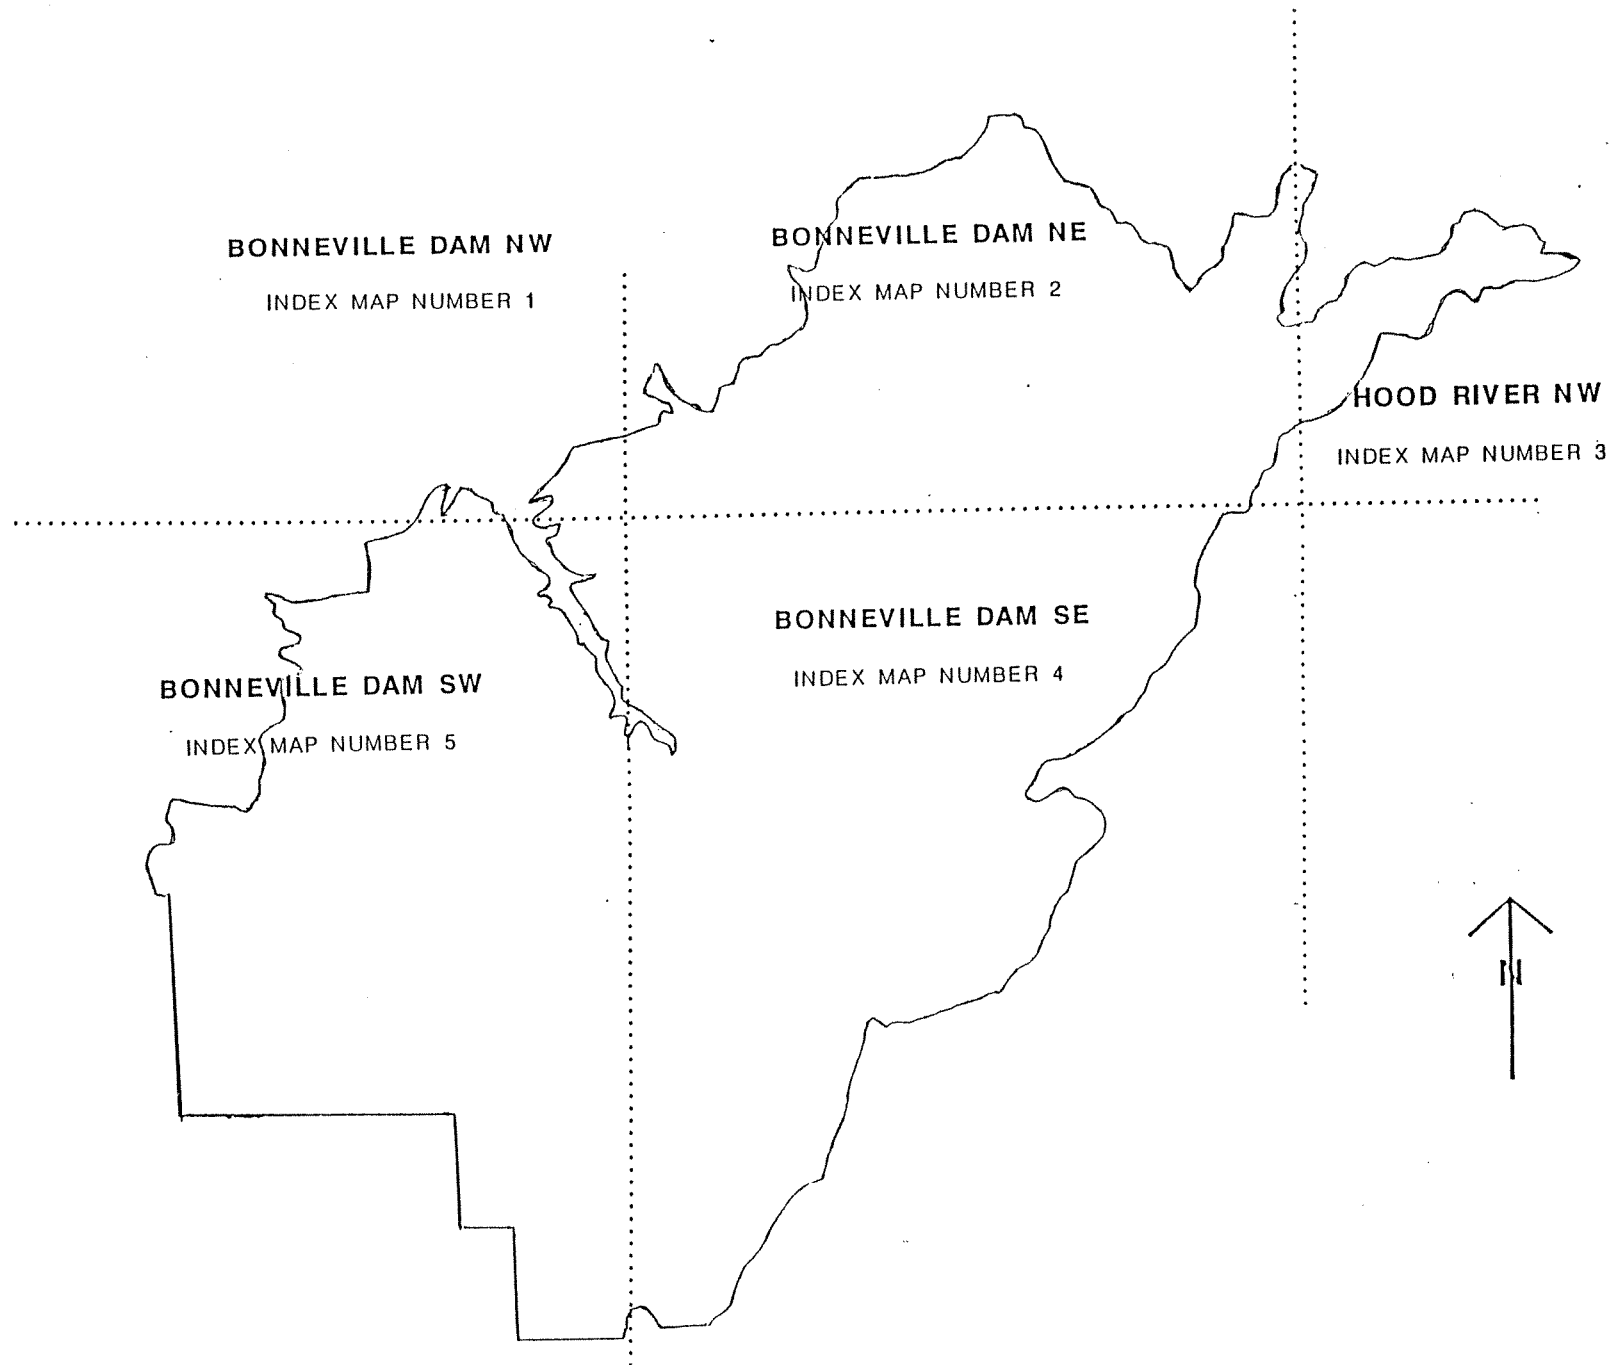 BONNEVILLE DAM NW
INDEX MAP NUMBER 1
BONNEVILLE DAM NE
INDEX MAP NUMBER 2
HOOD RIVER NW
INDEX MAP NUMBER 3
BONNEVILLE DAM SE
INDEX MAP NUMBER 4
BONNEVILLE DAM SW
INDEX MAP NUMBER 5
N